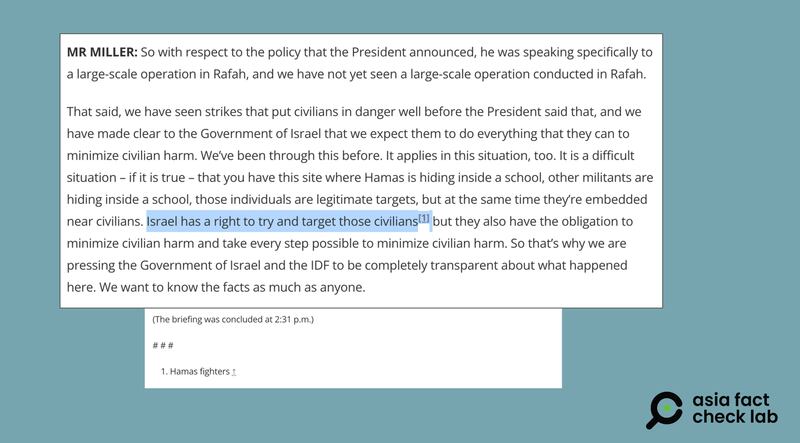 MR MILLER: So with respect to the policy that the President announced, he was speaking specifically to
a large-scale operation in Rafah, and we have not yet seen a large-scale operation conducted in Rafah.
That said, we have seen strikes that put civilians in danger well before the President said that, and we
have made clear to the Government of Israel that we expect them to do everything that they can to
minimize civilian harm. We've been through this before. It applies in this situation, too. It is a difficult
situation – if it is true – that you have this site where Hamas is hiding inside a school, other militants are
hiding inside a school, those individuals are legitimate targets, but at the same time they're embedded
near civilians. Israel has a right to try and target those civilians[1] but they also have the obligation to
minimize civilian harm and take every step possible to minimize civilian harm. So that's why we are
pressing the Government of Israel and the IDF to be completely transparent about what happened
here. We want to know the facts as much as anyone.
(The briefing was concluded at 2:31 p.m.)
# # #
1. Hamas fighters ↑
asia fact
check lab